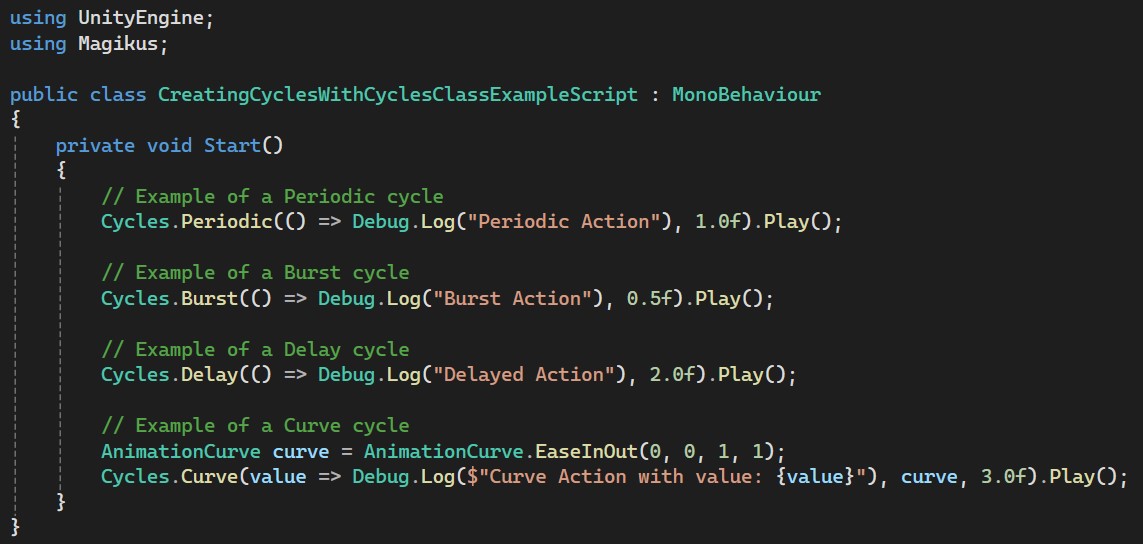 using UnityEngine;
using Magikus;

public class CreatingCyclesWithCyclesClassExampleScript : MonoBehaviour
{
    private void Start()
    {
        // Example of a Periodic cycle
        Cycles.Periodic(() => Debug.Log("Periodic Action"), 1.0f).Play();

        // Example of a Burst cycle
        Cycles.Burst(() => Debug.Log("Burst Action"), 0.5f).Play();

        // Example of a Delay cycle
        Cycles.Delay(() => Debug.Log("Delayed Action"), 2.0f).Play();

        // Example of a Curve cycle
        AnimationCurve curve = AnimationCurve.EaseInOut(0, 0, 1, 1);
        Cycles.Curve(value => Debug.Log($"Curve Action with value: {value}"), curve, 3.0f).Play();
    }
}